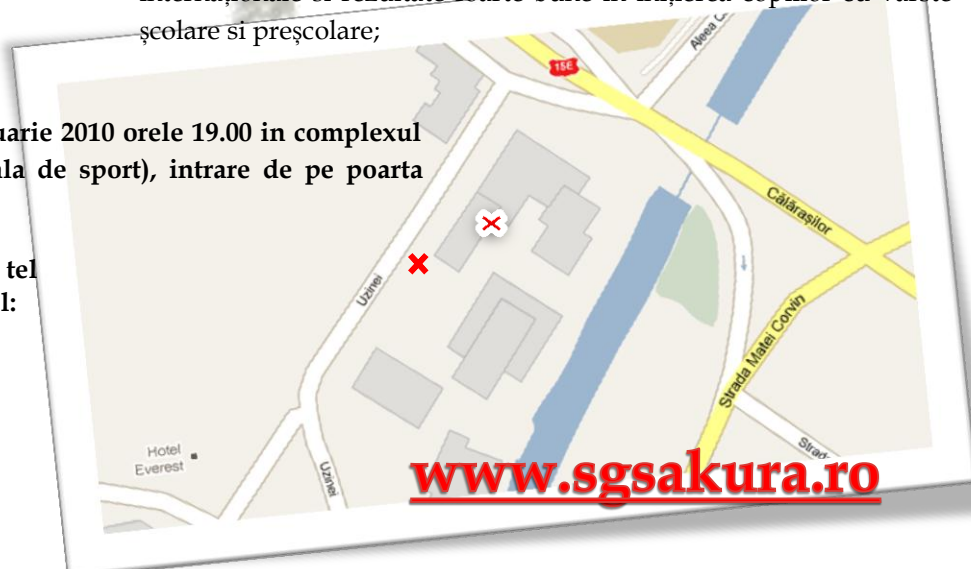 școlare si preșcolare;
15E
Aleea
uarie 2010 orele 19.00 in complexul
de sport), intrare de pe poarta
Călărașilor
tel
Uzinei
l:
Strada Matei Corvin
Hotel
Everest
Uzinei
www.sgsakura.ro